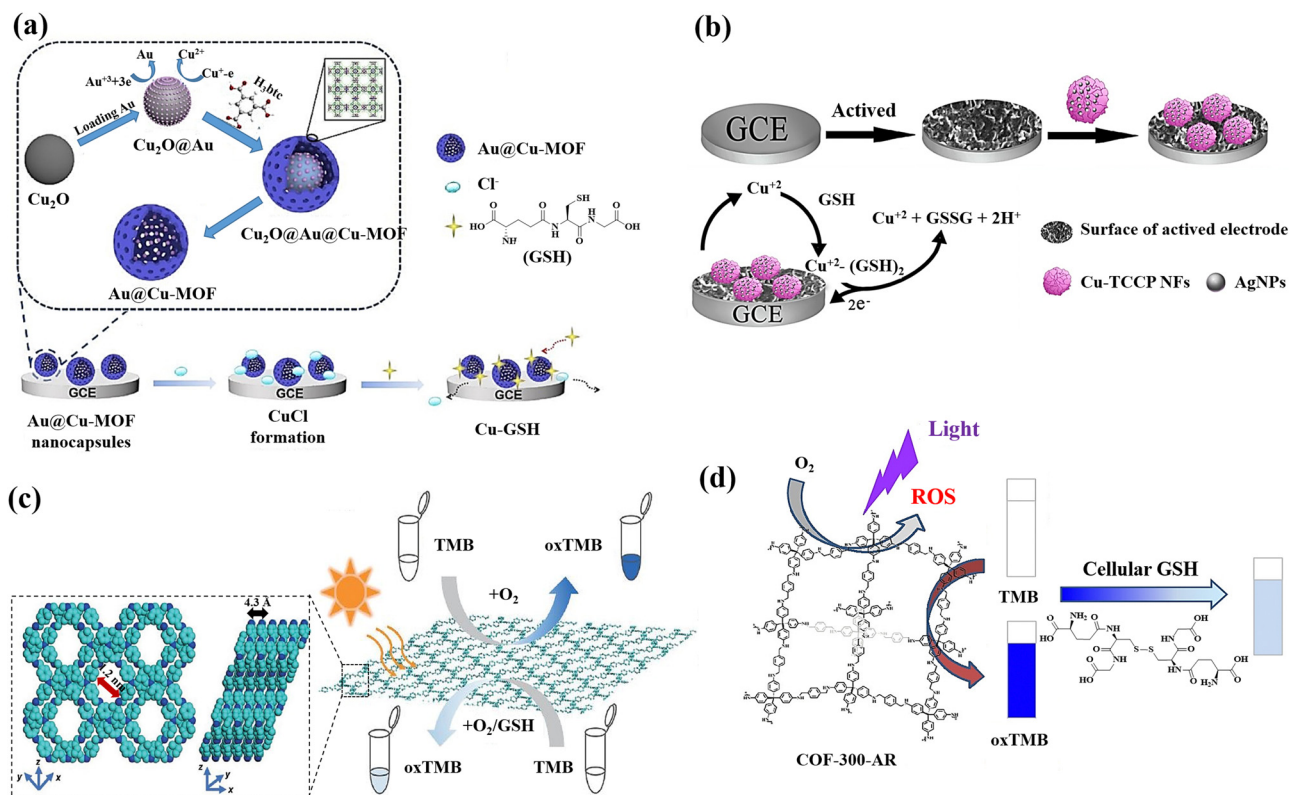 (a)
Au
Cu2+
Au+3+3e
Cu+-e
H3btc
Loading Au
Cu2O@Au
Cu2O
Cu2O@Au@Cu-MOF
Au@Cu-MOF
Au@Cu-MOF
Cl-
SH
O
O
O
HO
N
H
H
N
OH
O
(GSH)
GCE
GCE
GCE
Au@Cu-MOF
nanocapsules
CuCl
formation
Cu-GSH
(b)
GCE
Actived
Cu+2
GSH
Cu+2 + GSSG + 2H+
Cu+2- (GSH)2
2e-
GCE
Surface of actived electrode
Cu-TCCP NFs
AgNPs
(c)
TMB
oxTMB
+O2
4.3 Å
1.2 nm
+O2/GSH
oxTMB
TMB
z
y
x
z
y
x
(d)
Light
O2
ROS
TMB
Cellular GSH
oxTMB
COF-300-AR